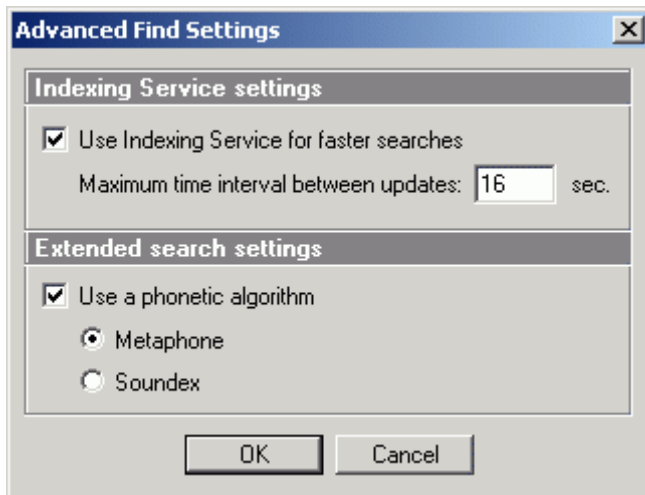 Advanced Find Settings
Indexing Service settings
Use Indexing Service for faster searches
Maximum time interval between updates: 16 sec.
Extended search settings
Use a phonetic algorithm
Metaphone
Soundex
OK Cancel